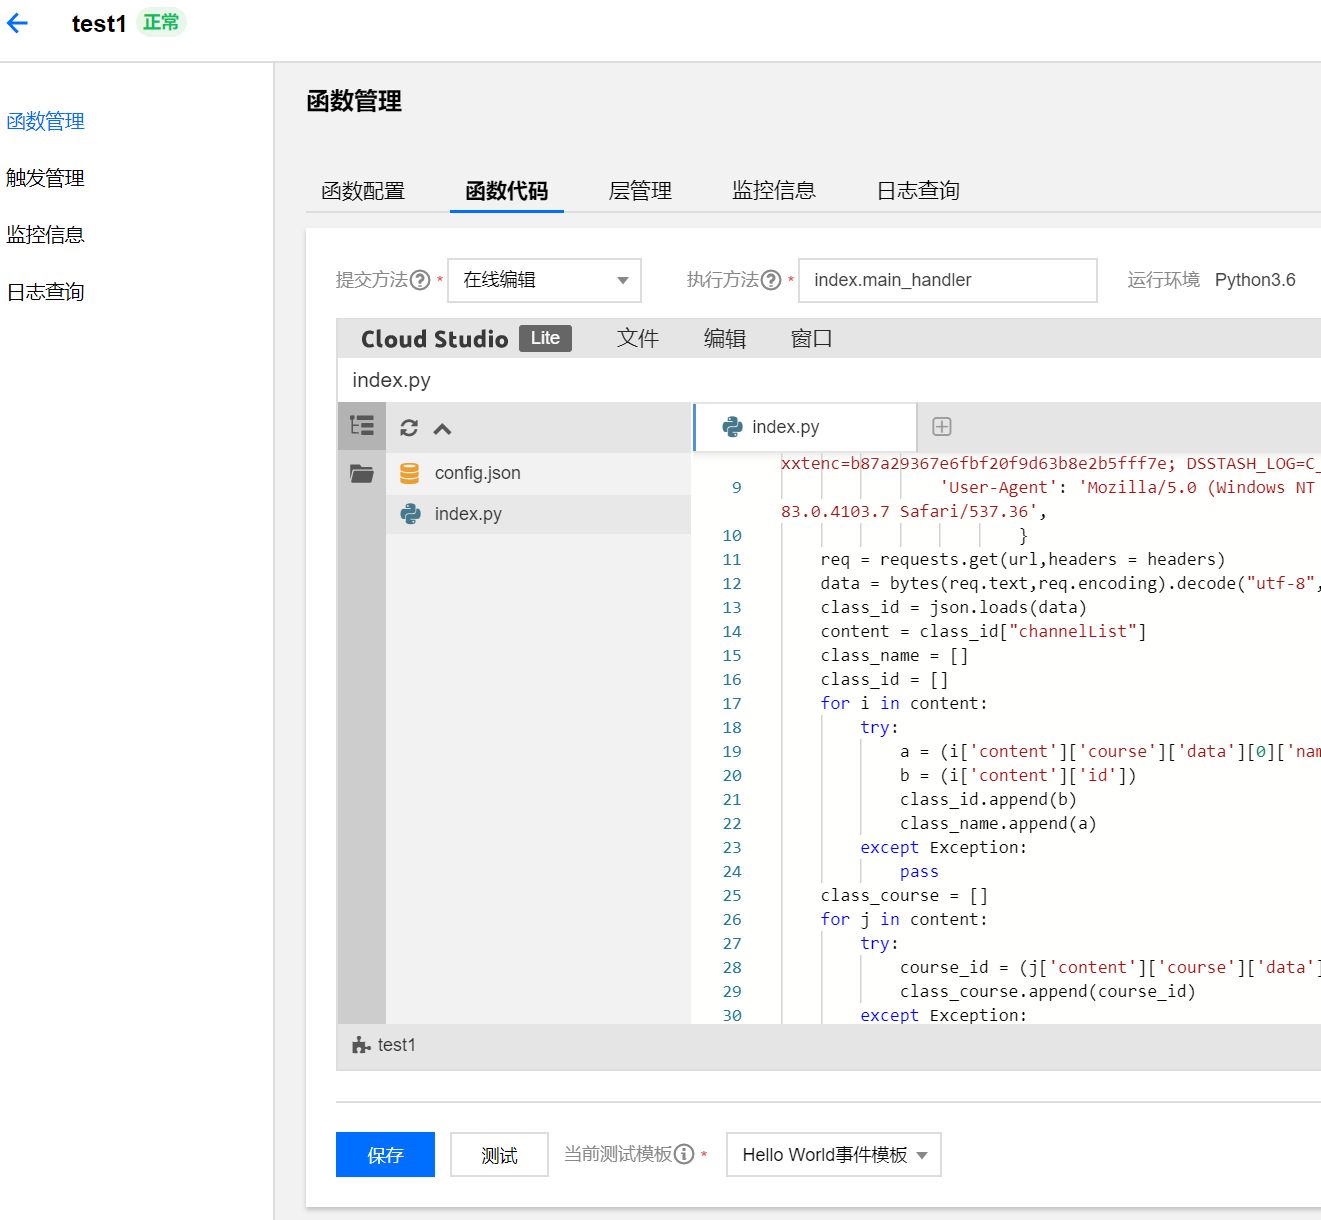 test1 正常
函数管理
触发管理
监控信息
日志查询
函数管理
函数配置 函数代码 层管理 监控信息 日志查询
提交方法 * 在线编辑 执行方法 * index.main_handler 运行环境 Python3.6
Cloud Studio Lite 文件 编辑 窗口
index.py
config.json
index.py
index.py
xxtenc=b87a29367e6fbf20f9d63b8e2b5fff7e; DSSTASH_LOG=C_
9 'User-Agent': 'Mozilla/5.0 (Windows NT
83.0.4103.7 Safari/537.36',
10 }
11 req = requests.get(url,headers = headers)
12 data = bytes(req.text,req.encoding).decode("utf-8",
13 class_id = json.loads(data)
14 content = class_id["channelList"]
15 class_name = []
16 class_id = []
17 for i in content:
18 try:
19 a = (i['content']['course']['data'][0]['nam
20 b = (i['content']['id'])
21 class_id.append(b)
22 class_name.append(a)
23 except Exception:
24 pass
25 class_course = []
26 for j in content:
27 try:
28 course_id = (j['content']['course']['data']
29 class_course.append(course_id)
30 except Exception:
test1
保存 测试 当前测试模板 * Hello World事件模板